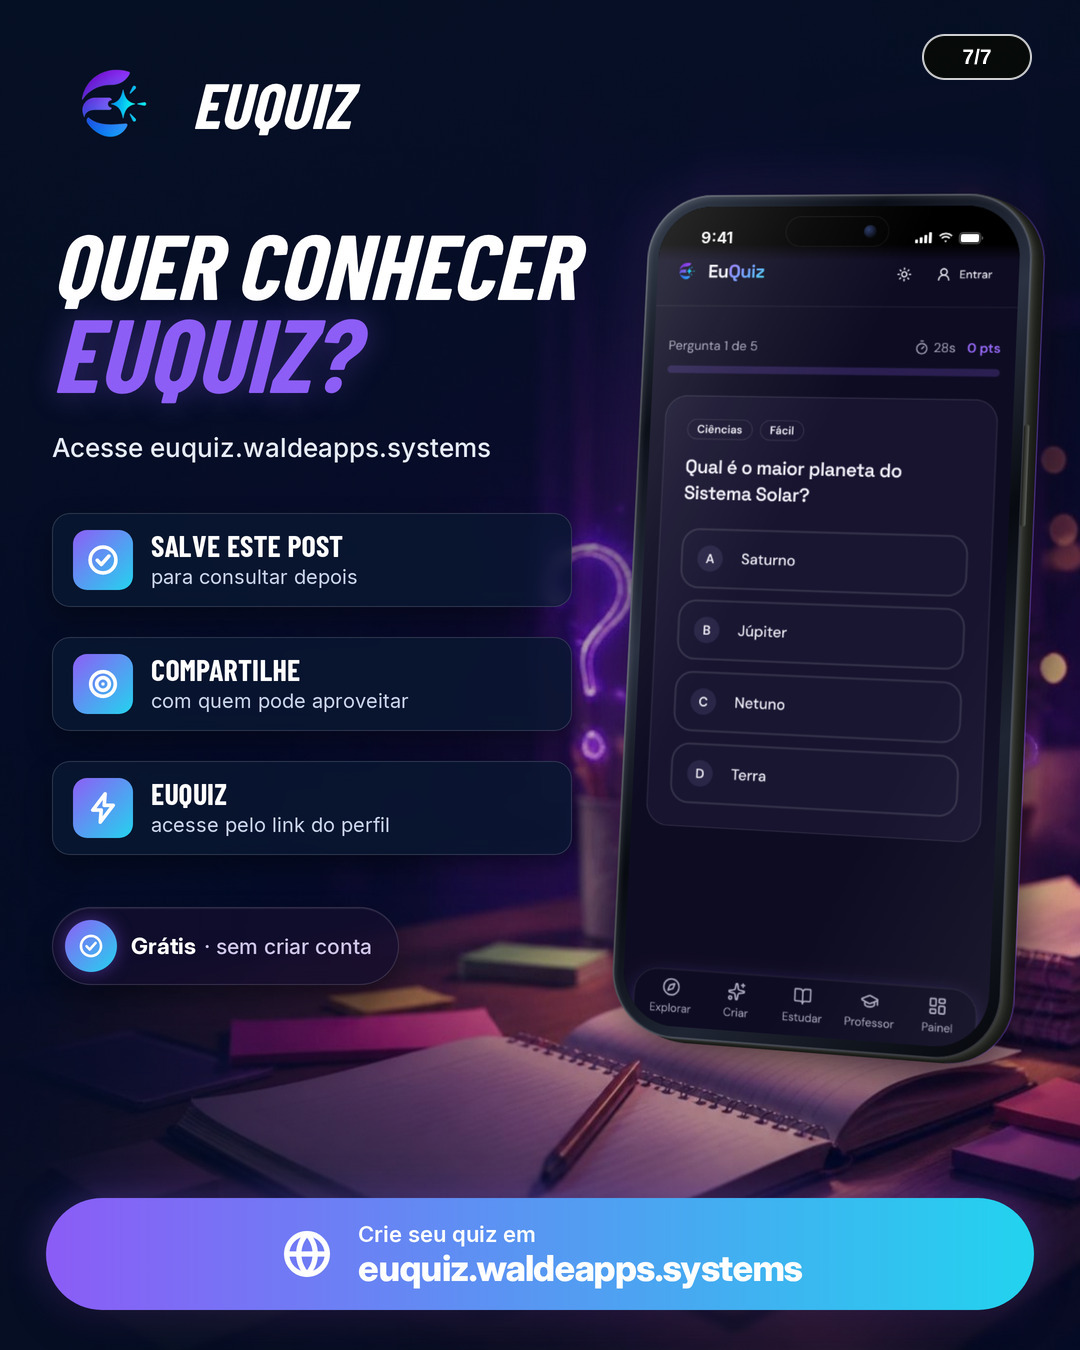 7/7
EUQUIZ
QUER CONHECER
EUQUIZ?
Acesse euquiz.waldeapps.systems
SALVE ESTE POST
para consultar depois
COMPARTILHE
com quem pode aproveitar
EUQUIZ
acesse pelo link do perfil
Grátis · sem criar conta
9:41
EuQuiz
Entrar
Pergunta 1 de 5
28s 0 pts
Ciências Fácil
Qual é o maior planeta do
Sistema Solar?
A Saturno
B Júpiter
C Netuno
D Terra
Explorar Criar Estudar Professor Painel
Crie seu quiz em
euquiz.waldeapps.systems